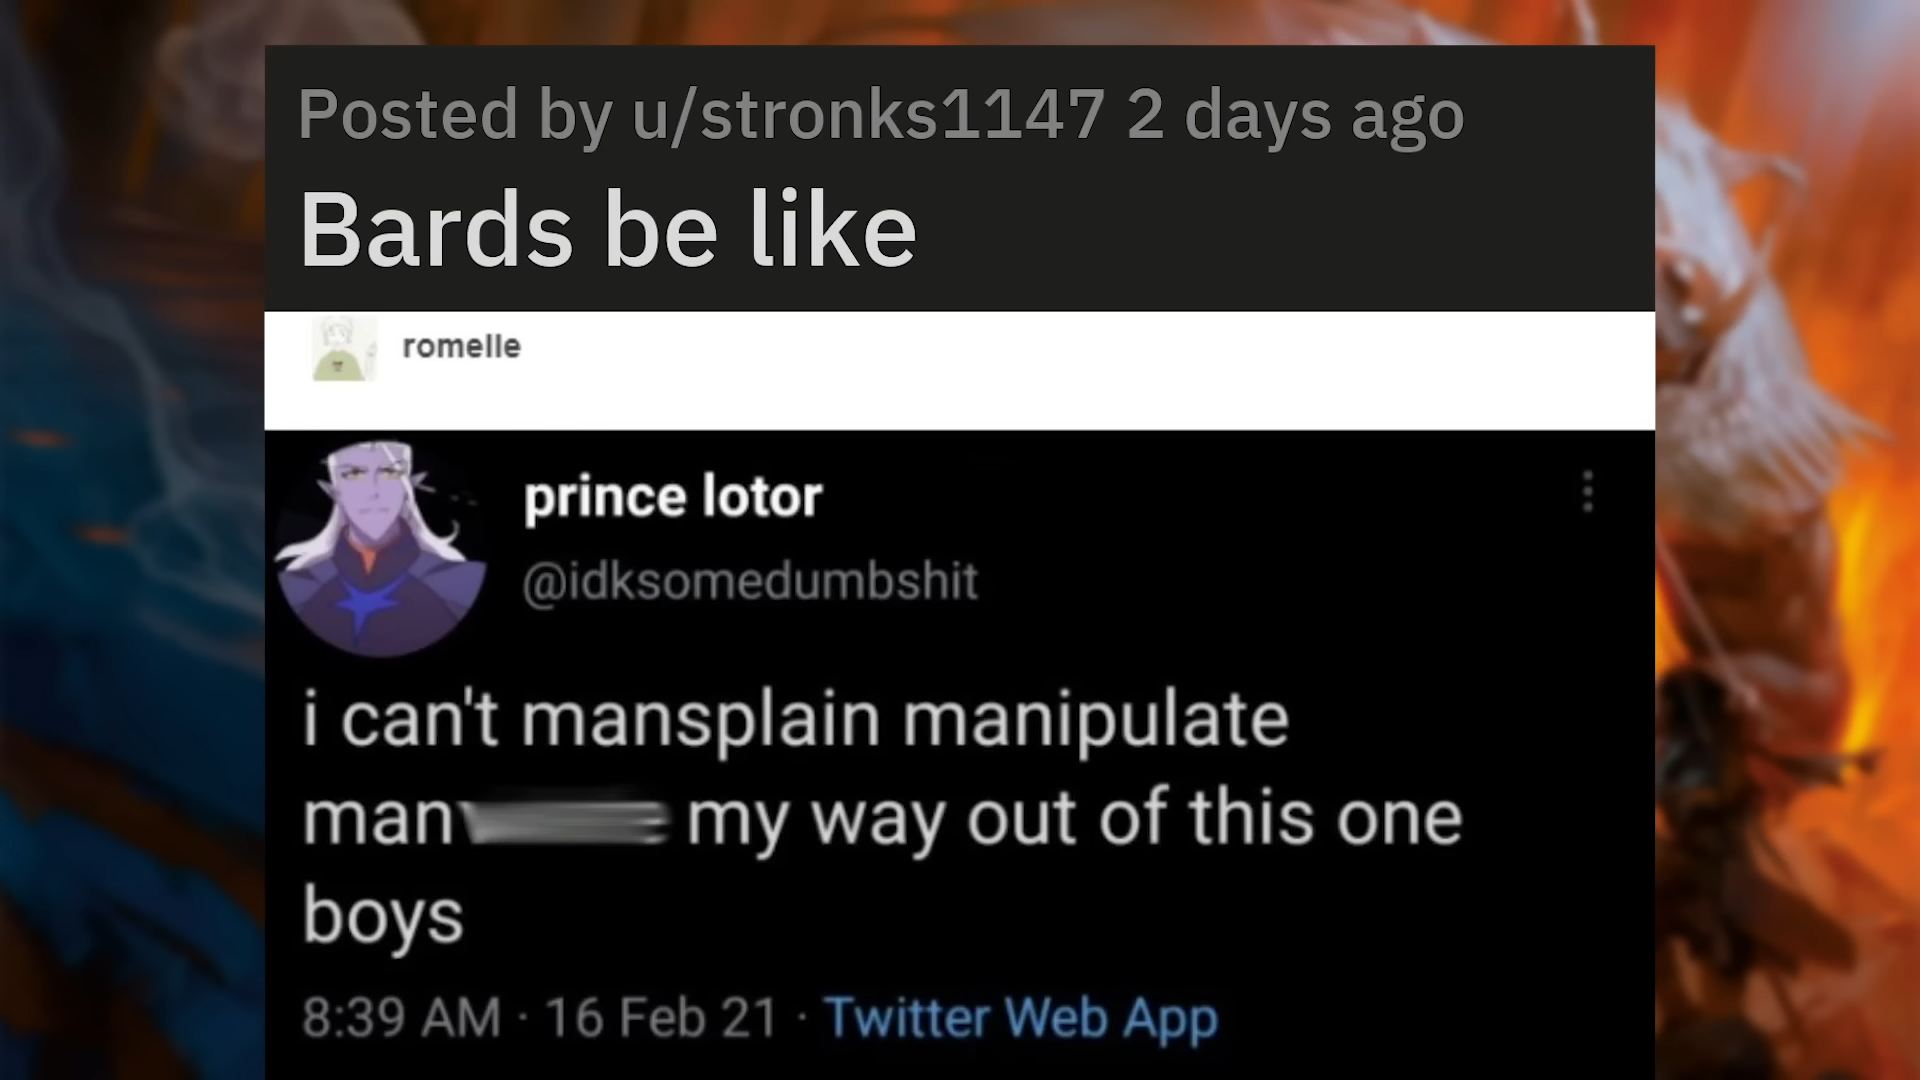 Posted by u/stronks1147 2 days ago
Bards be like
romelle
prince lotor
@idksomedumbshit
i can't mansplain manipulate
man my way out of this one
boys
8:39 AM · 16 Feb 21 · Twitter Web App